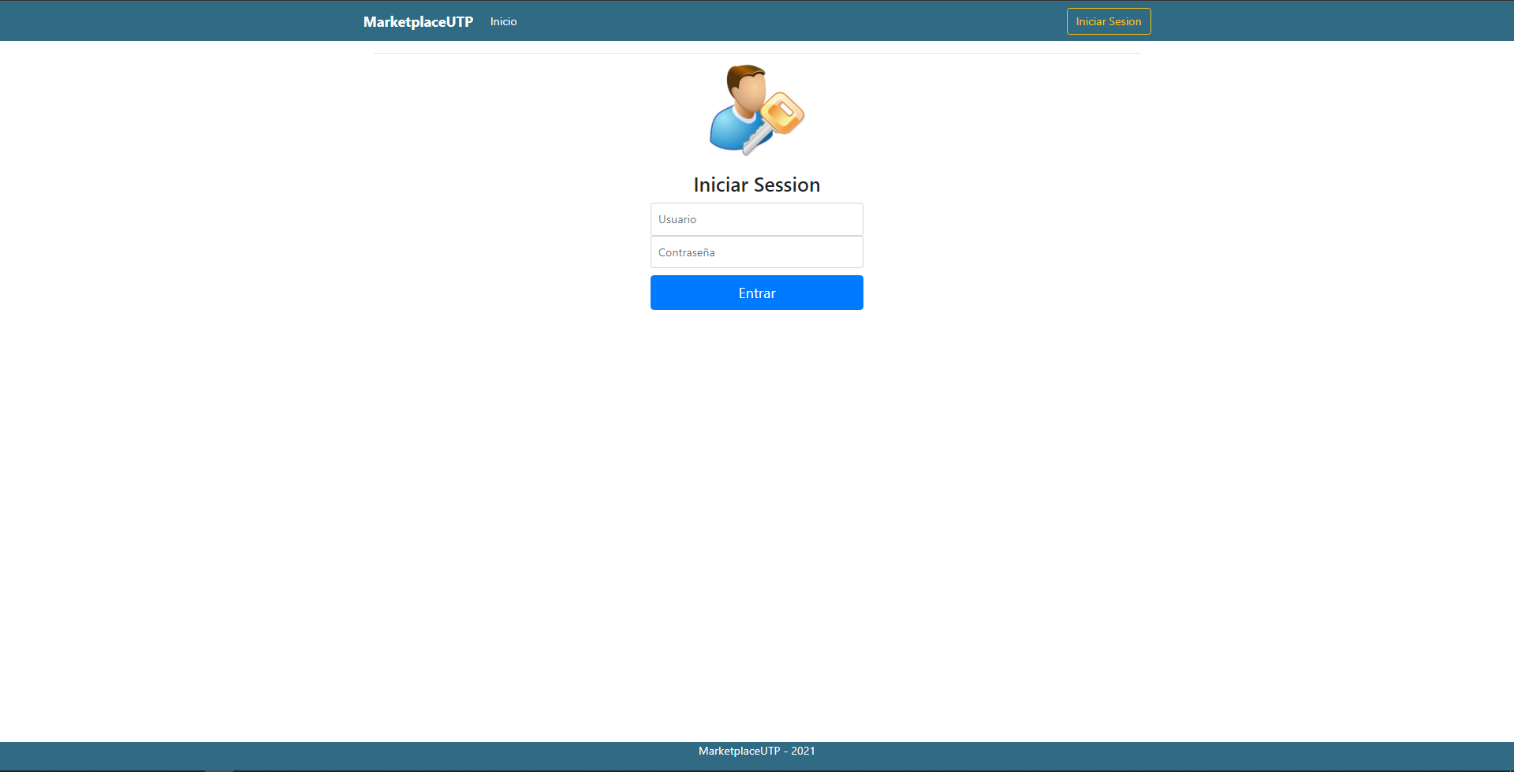 MarketplaceUTP Inicio Iniciar Sesion
Iniciar Session
Usuario
Contraseña
Entrar
MarketplaceUTP - 2021